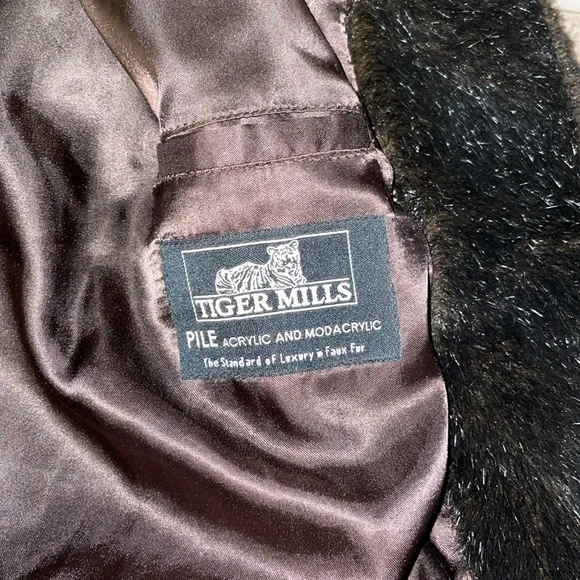 TIGER MILLS
PILE ACRYLIC AND MODACRYLIC
The Standard of Luxury in Faux Fur